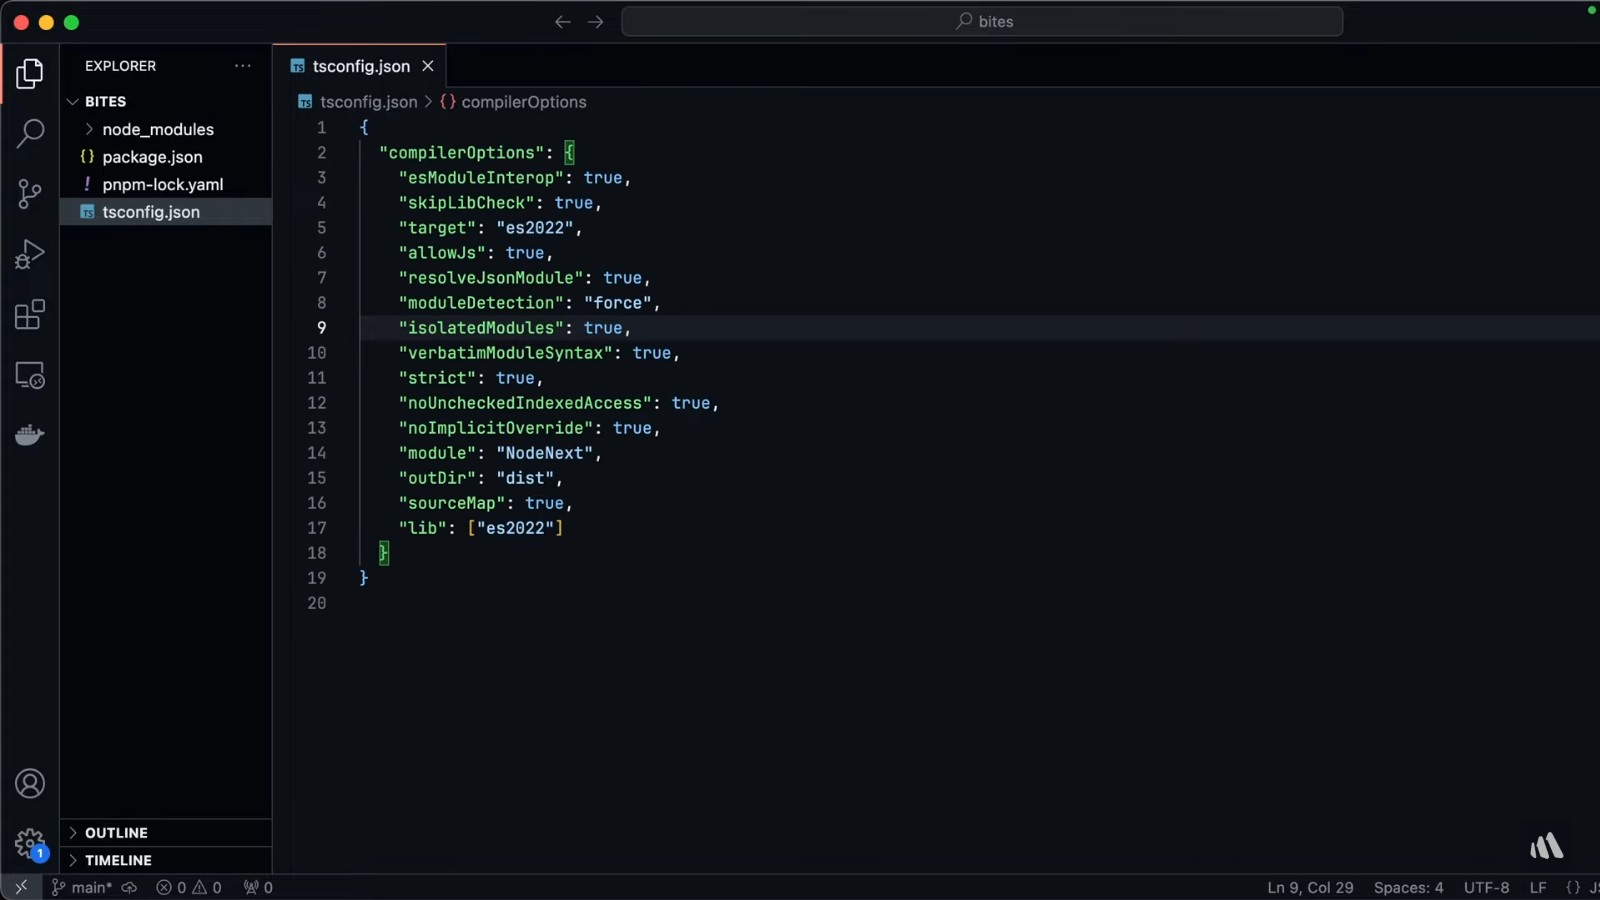 bites
EXPLORER
···
BITES
node_modules
{} package.json
! pnpm-lock.yaml
TS tsconfig.json
OUTLINE
TIMELINE
TS tsconfig.json
TS tsconfig.json > {} compilerOptions
1 {
2 "compilerOptions": {
3 "esModuleInterop": true,
4 "skipLibCheck": true,
5 "target": "es2022",
6 "allowJs": true,
7 "resolveJsonModule": true,
8 "moduleDetection": "force",
9 "isolatedModules": true,
10 "verbatimModuleSyntax": true,
11 "strict": true,
12 "noUncheckedIndexedAccess": true,
13 "noImplicitOverride": true,
14 "module": "NodeNext",
15 "outDir": "dist",
16 "sourceMap": true,
17 "lib": ["es2022"]
18 }
19 }
20
1
main* 0 0 0 Ln 9, Col 29 Spaces: 4 UTF-8 LF {} JS